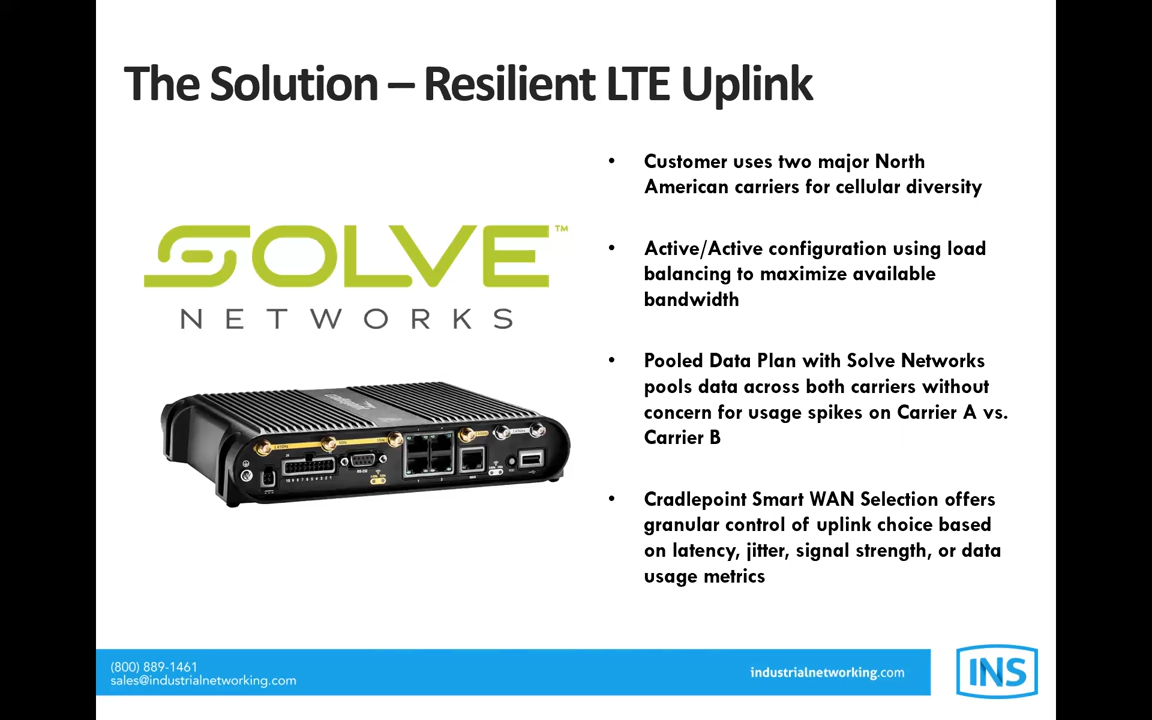 The Solution – Resilient LTE Uplink
SOLVE™
NETWORKS
• Customer uses two major North
American carriers for cellular diversity
• Active/Active configuration using load
balancing to maximize available
bandwidth
• Pooled Data Plan with Solve Networks
pools data across both carriers without
concern for usage spikes on Carrier A vs.
Carrier B
• Cradlepoint Smart WAN Selection offers
granular control of uplink choice based
on latency, jitter, signal strength, or data
usage metrics
(800) 889-1461
sales@industrialnetworking.com
industrialnetworking.com
INS